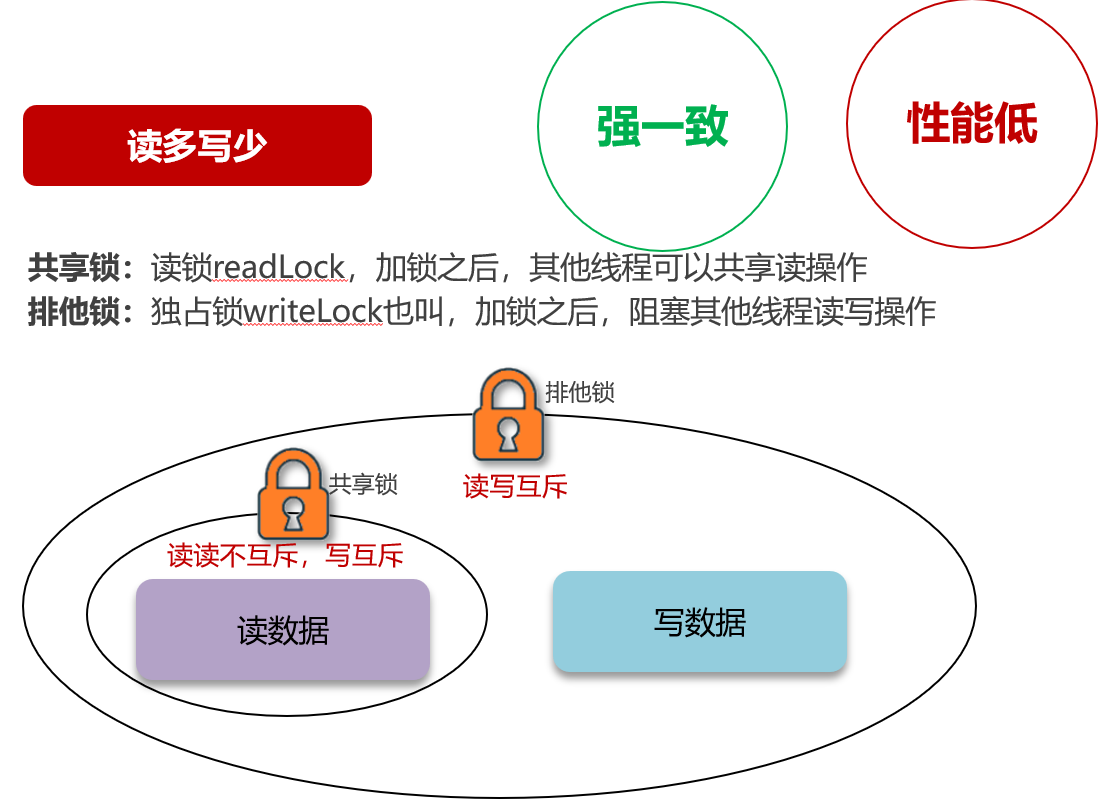 强一致
性能低
读多写少
共享锁：读锁readLock，加锁之后，其他线程可以共享读操作
排他锁：独占锁writeLock也叫，加锁之后，阻塞其他线程读写操作
排他锁
共享锁
读写互斥
读读不互斥，写互斥
读数据
写数据